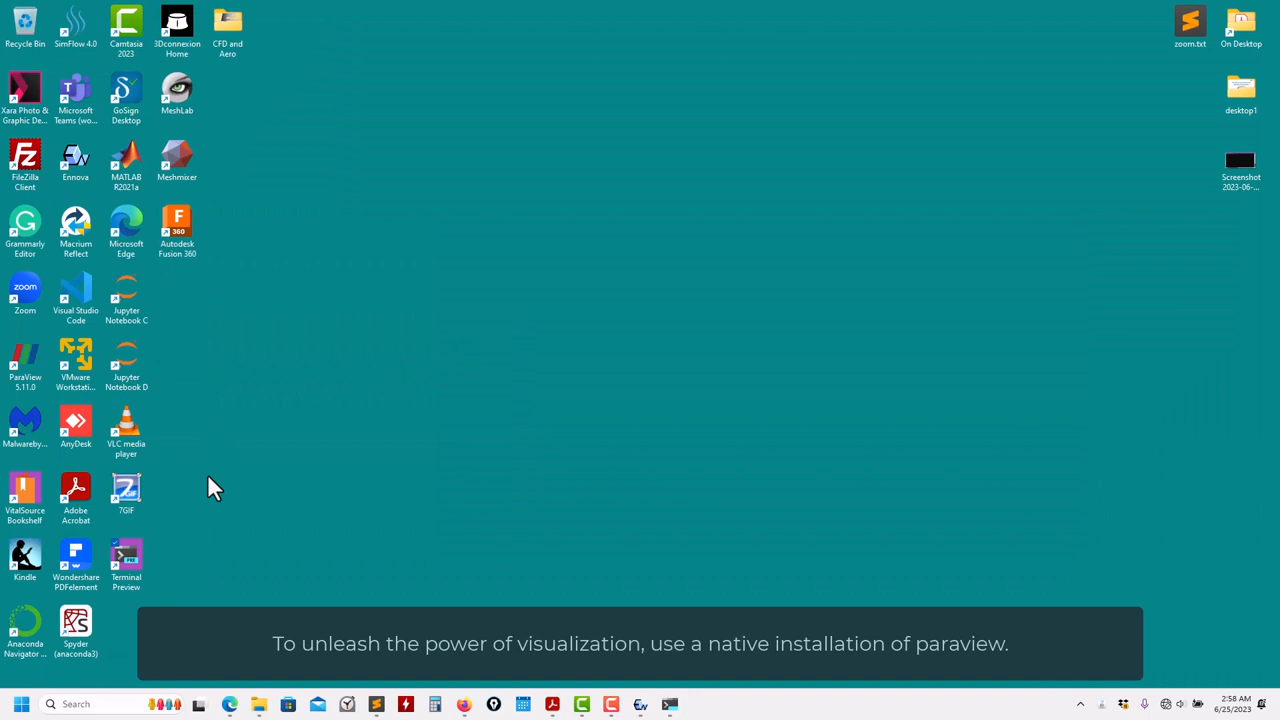 Recycle Bin
SimFlow 4.0
Camtasia
2023
3Dconnexion
Home
CFD and
Aero
zoom.txt
On Desktop
Xara Photo &
Graphic De...
Microsoft
Teams (wo...
GoSign
Desktop
MeshLab
desktop1
FileZilla
Client
Ennova
MATLAB
R2021a
Meshmixer
Screenshot
2023-06-...
Grammarly
Editor
Macrium
Reflect
Microsoft
Edge
F
360
Autodesk
Fusion 360
zoom
Zoom
Visual Studio
Code
Jupyter
Notebook C
ParaView
5.11.0
VMware
Workstati...
Jupyter
Notebook D
Malwareby...
AnyDesk
VLC media
player
VitalSource
Bookshelf
Adobe
Acrobat
7GIF
Kindle
Wondershare
PDFelement
PRE
Terminal
Preview
Anaconda
Navigator ...
Spyder
(anaconda3)
To unleash the power of visualization, use a native installation of paraview.
Search
2:58 AM
6/25/2023